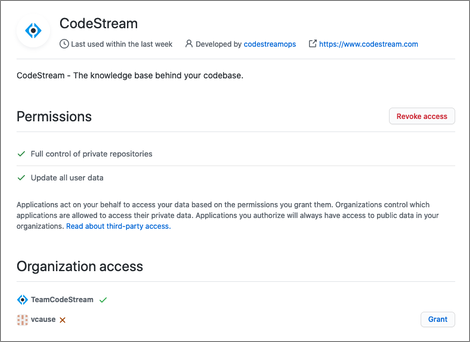 CodeStream
Last used within the last week
Developed by codestreamops
https://www.codestream.com
CodeStream - The knowledge base behind your codebase.
Permissions
Revoke access
Full control of private repositories
Update all user data
Applications act on your behalf to access your data based on the permissions you grant them. Organizations control which
applications are allowed to access their private data. Applications you authorize will always have access to public data in your
organizations. Read about third-party access.
Organization access
TeamCodeStream
vcause
Grant